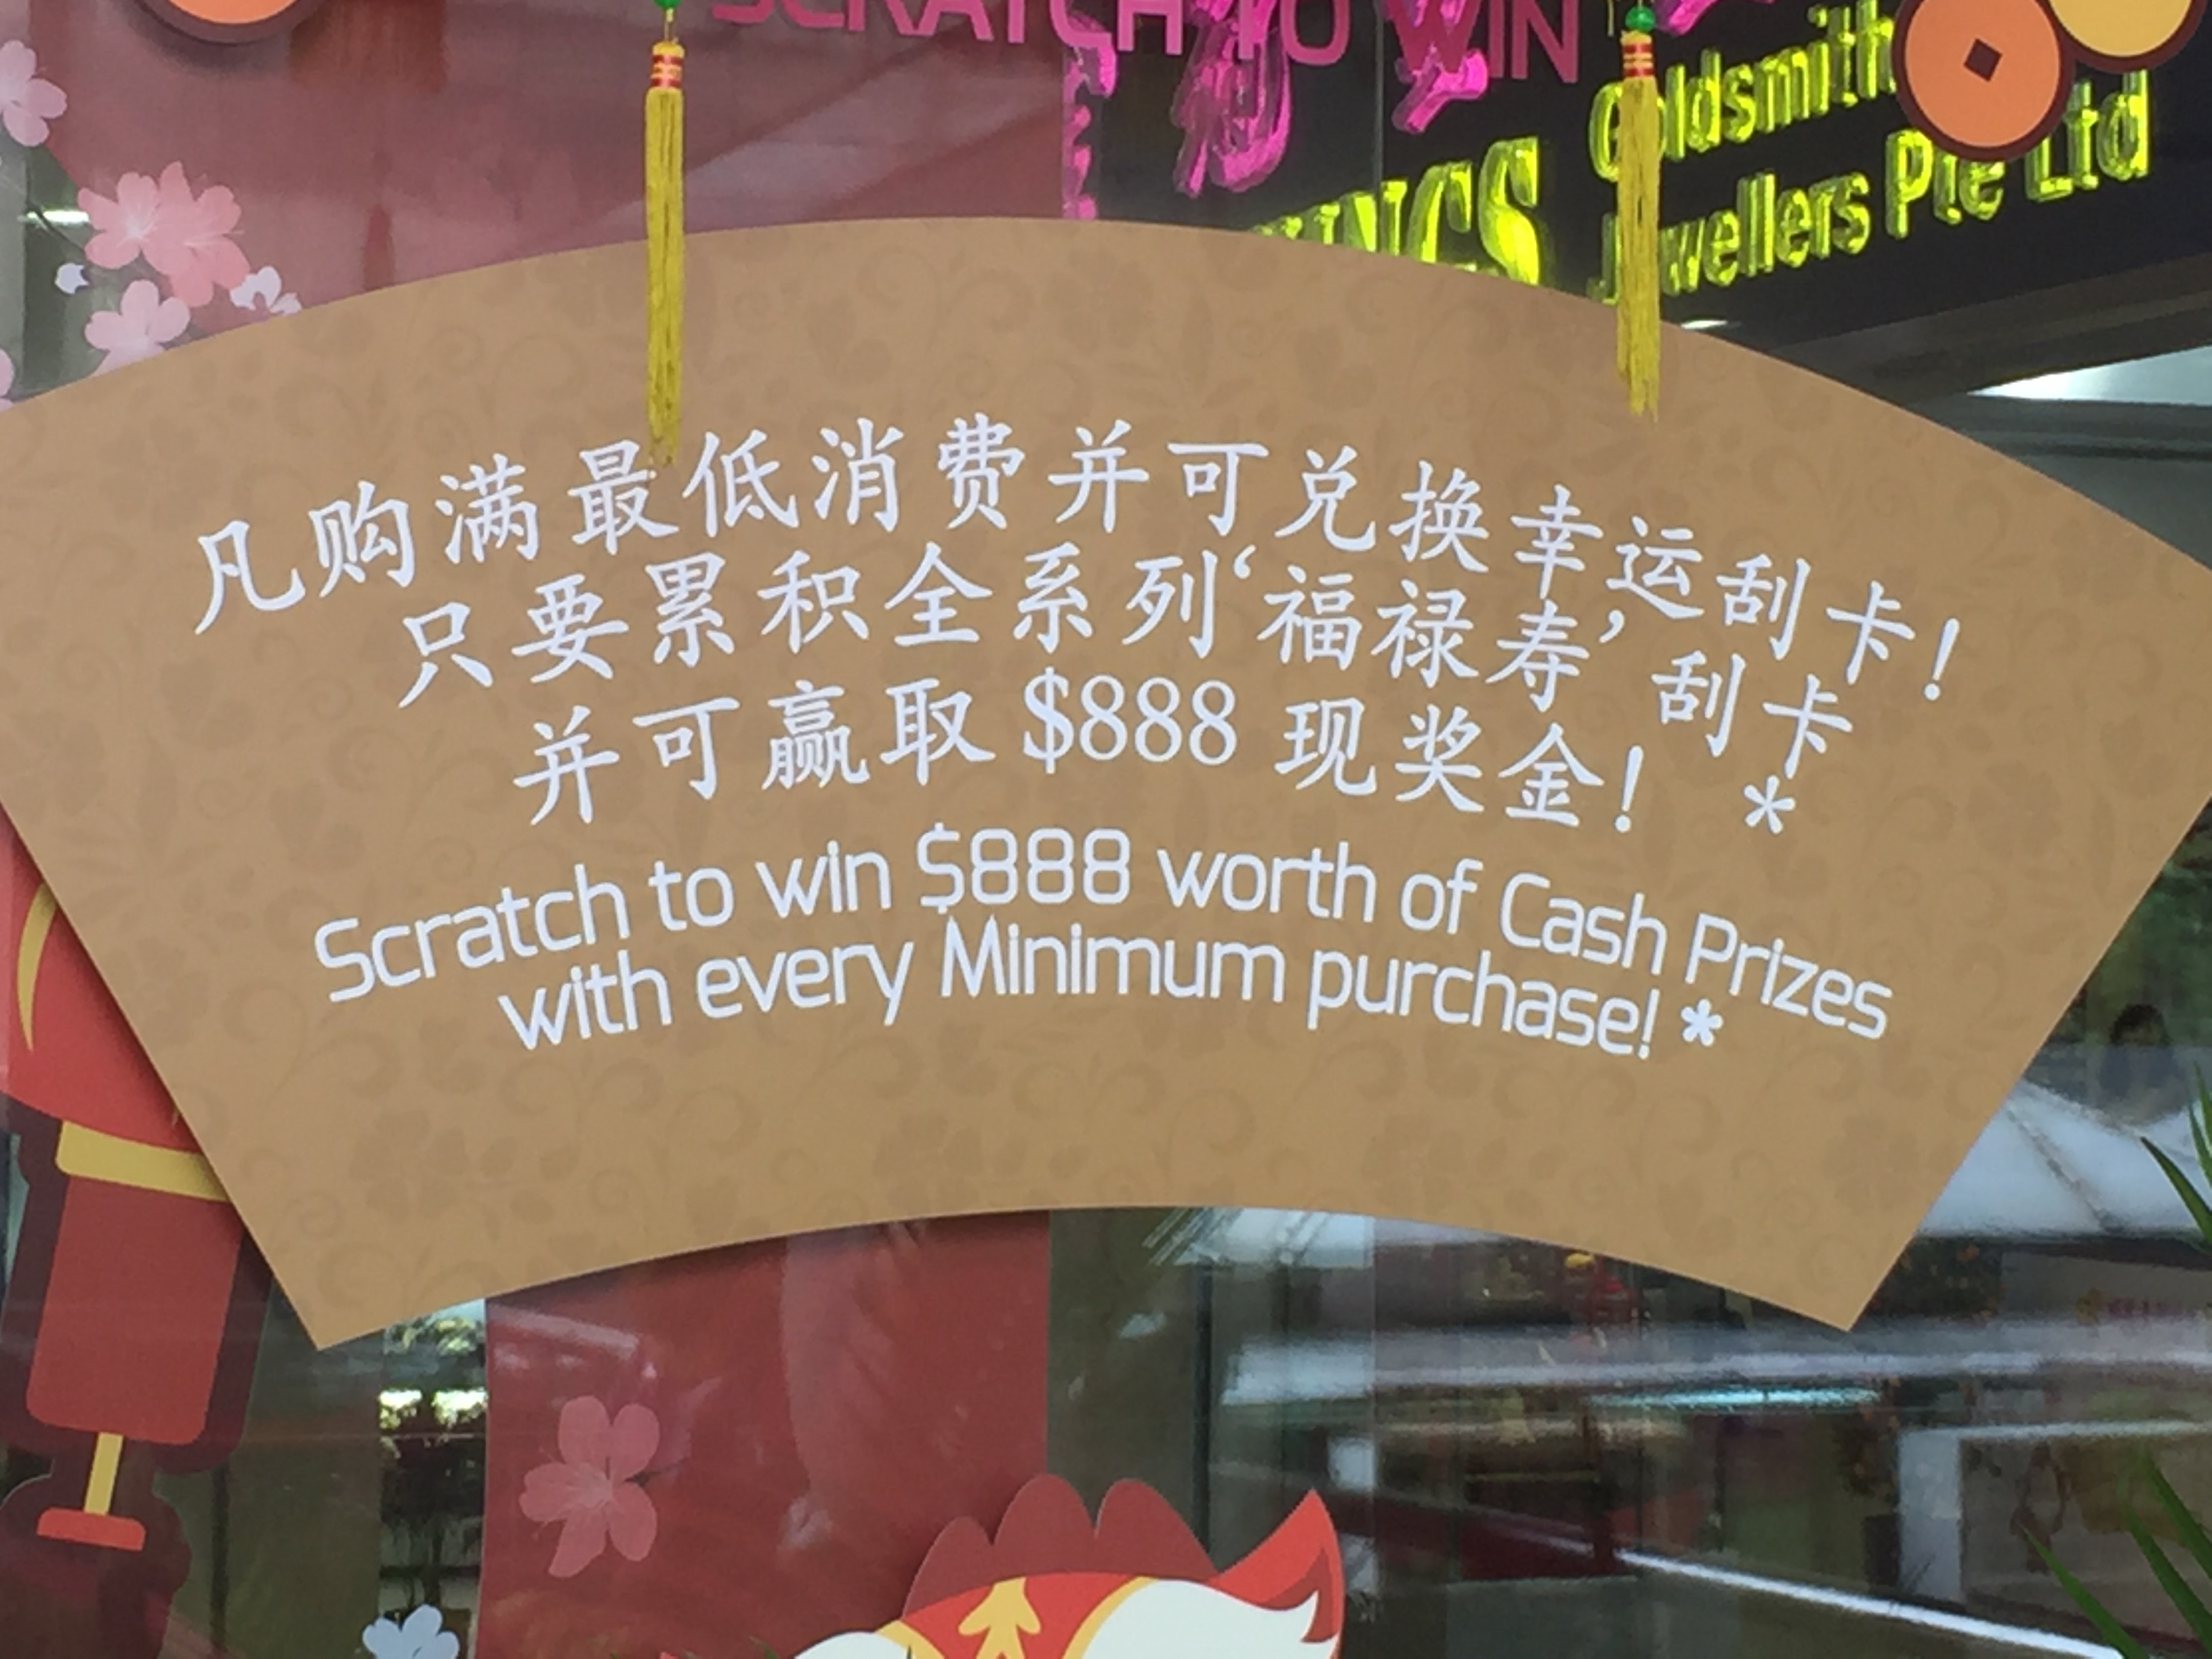 SCRATCH TO WIN
Goldsmith
Jewellers Pte Ltd
凡购满最低消费并可兑换幸运刮卡!
只要累积全系列‘福禄寿’刮卡
并可赢取 $888 现奖金! *
Scratch to win $888 worth of Cash Prizes
with every Minimum purchase! *